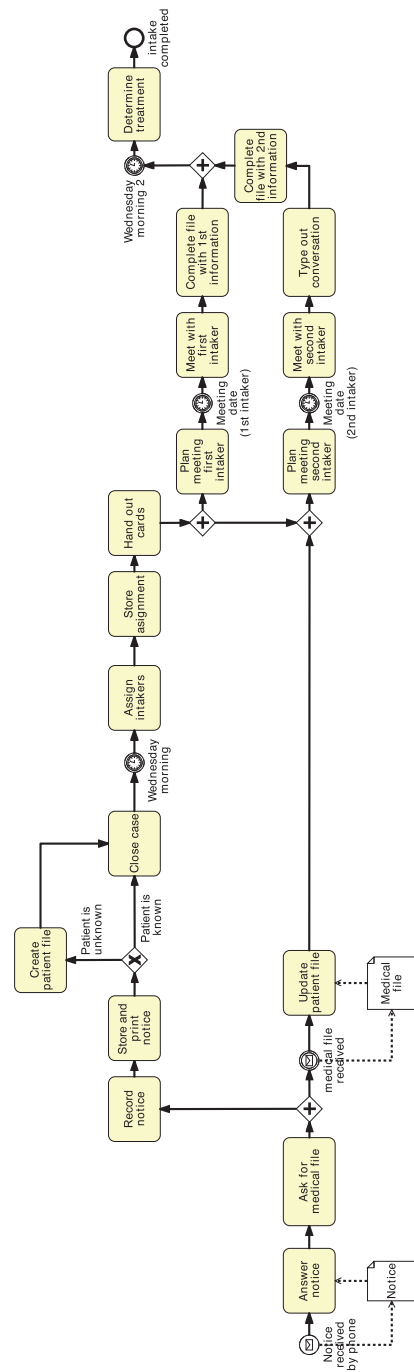 Notice
received
by phone
Answer
notice
Notice
Ask for
medical file
medical file
received
Update
patient file
Medical
file
Record
notice
Store and
print
notice
Patient is
unknown
Patient is
known
Create
patient file
Close case
Wednesday
morning
Assign
intakers
Store
asignment
Hand out
cards
Plan
meeting
first
intaker
Meeting
date
(1st intaker)
Meet with
first
intaker
Complete file
with 1st
information
Plan
meeting
second
intaker
Meeting
date
(2nd intaker)
Meet with
second
intaker
Type out
conversation
Complete
file with 2nd
information
Wednesday
morning 2
Determine
treatment
intake
completed